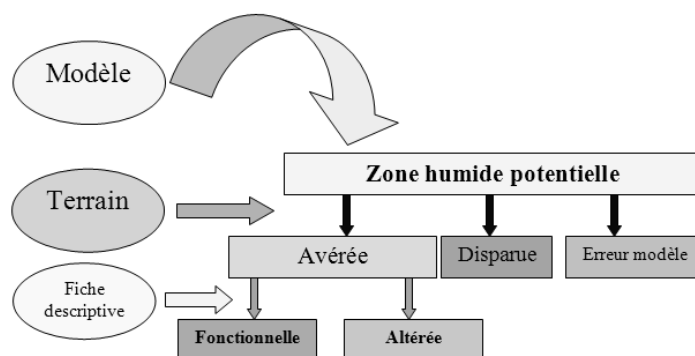 Modèle
Zone humide potentielle
Terrain
Avérée
Disparue
Erreur modèle
Fiche
descriptive
Fonctionnelle
Altérée